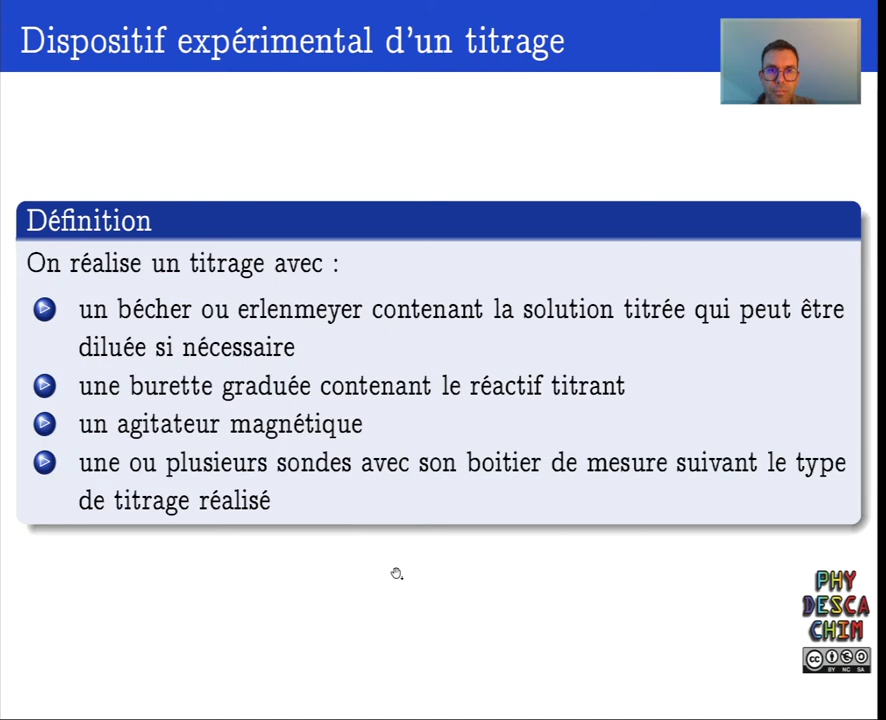 Dispositif expérimental d'un titrage
Définition
On réalise un titrage avec :
un bécher ou erlenmeyer contenant la solution titrée qui peut être
diluée si nécessaire
une burette graduée contenant le réactif titrant
un agitateur magnétique
une ou plusieurs sondes avec son boitier de mesure suivant le type
de titrage réalisé
PHY
DESCA
CHIM
cc
BY NC SA